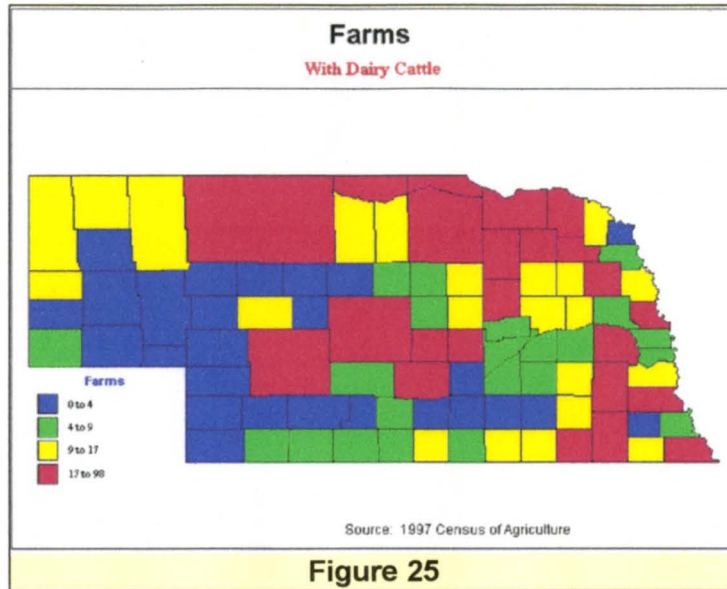 Farms
With Dairy Cattle
Farms
0 to 4
4 to 9
9 to 17
17 to 98
Source: 1997 Census of Agriculture
Figure 25